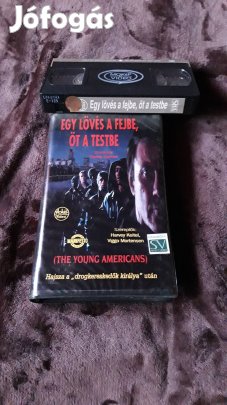 Jófogás
Egy lövés a fejbe, öt a testbe
EGY LÖVÉS A FEJBE,
ÖT A TESTBE
Szereplők:
Harvey Keitel,
Viggo Mortensen
SV
(THE YOUNG AMERICANS)
Hajsza a „drogkereskedők királya" után